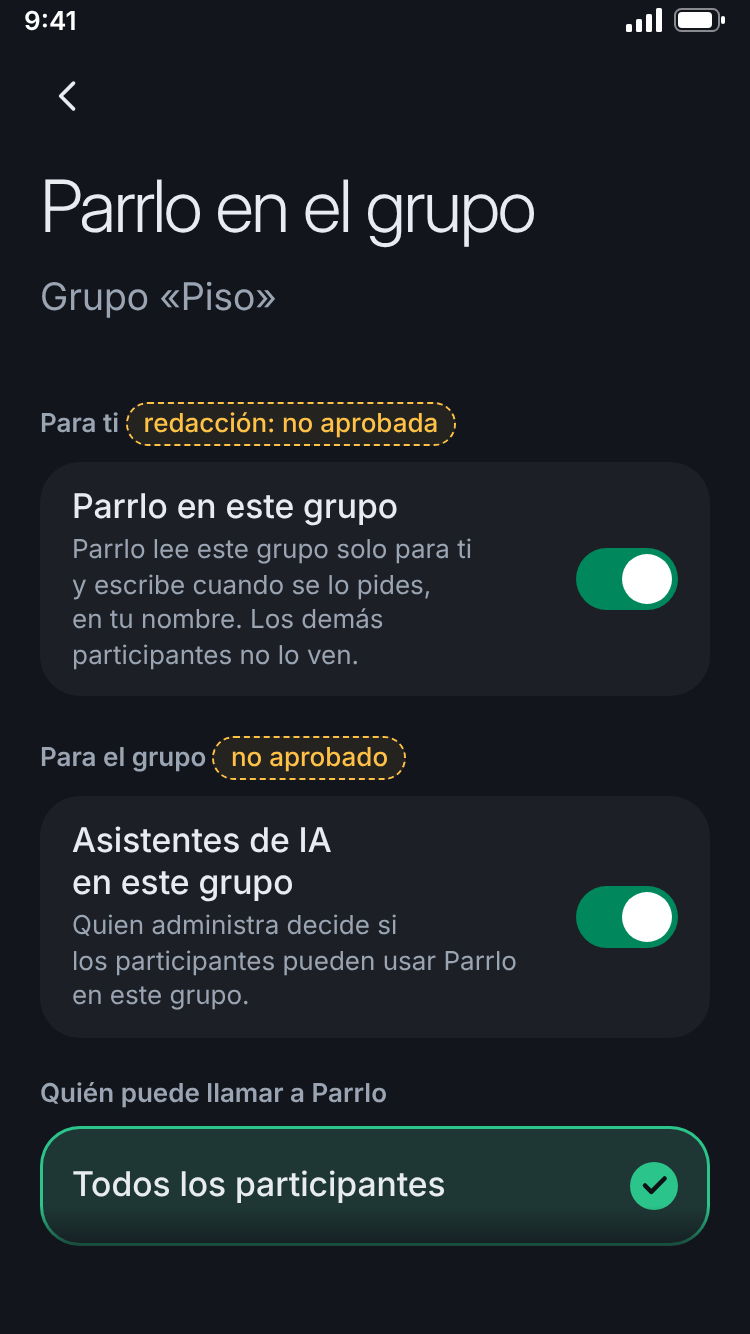 9:41
Parrlo en el grupo
Grupo «Piso»
Para ti redacción: no aprobada
Parrlo en este grupo
Parrlo lee este grupo solo para ti
y escribe cuando se lo pides,
en tu nombre. Los demás
participantes no lo ven.
Para el grupo no aprobado
Asistentes de IA
en este grupo
Quien administra decide si
los participantes pueden usar Parrlo
en este grupo.
Quién puede llamar a Parrlo
Todos los participantes